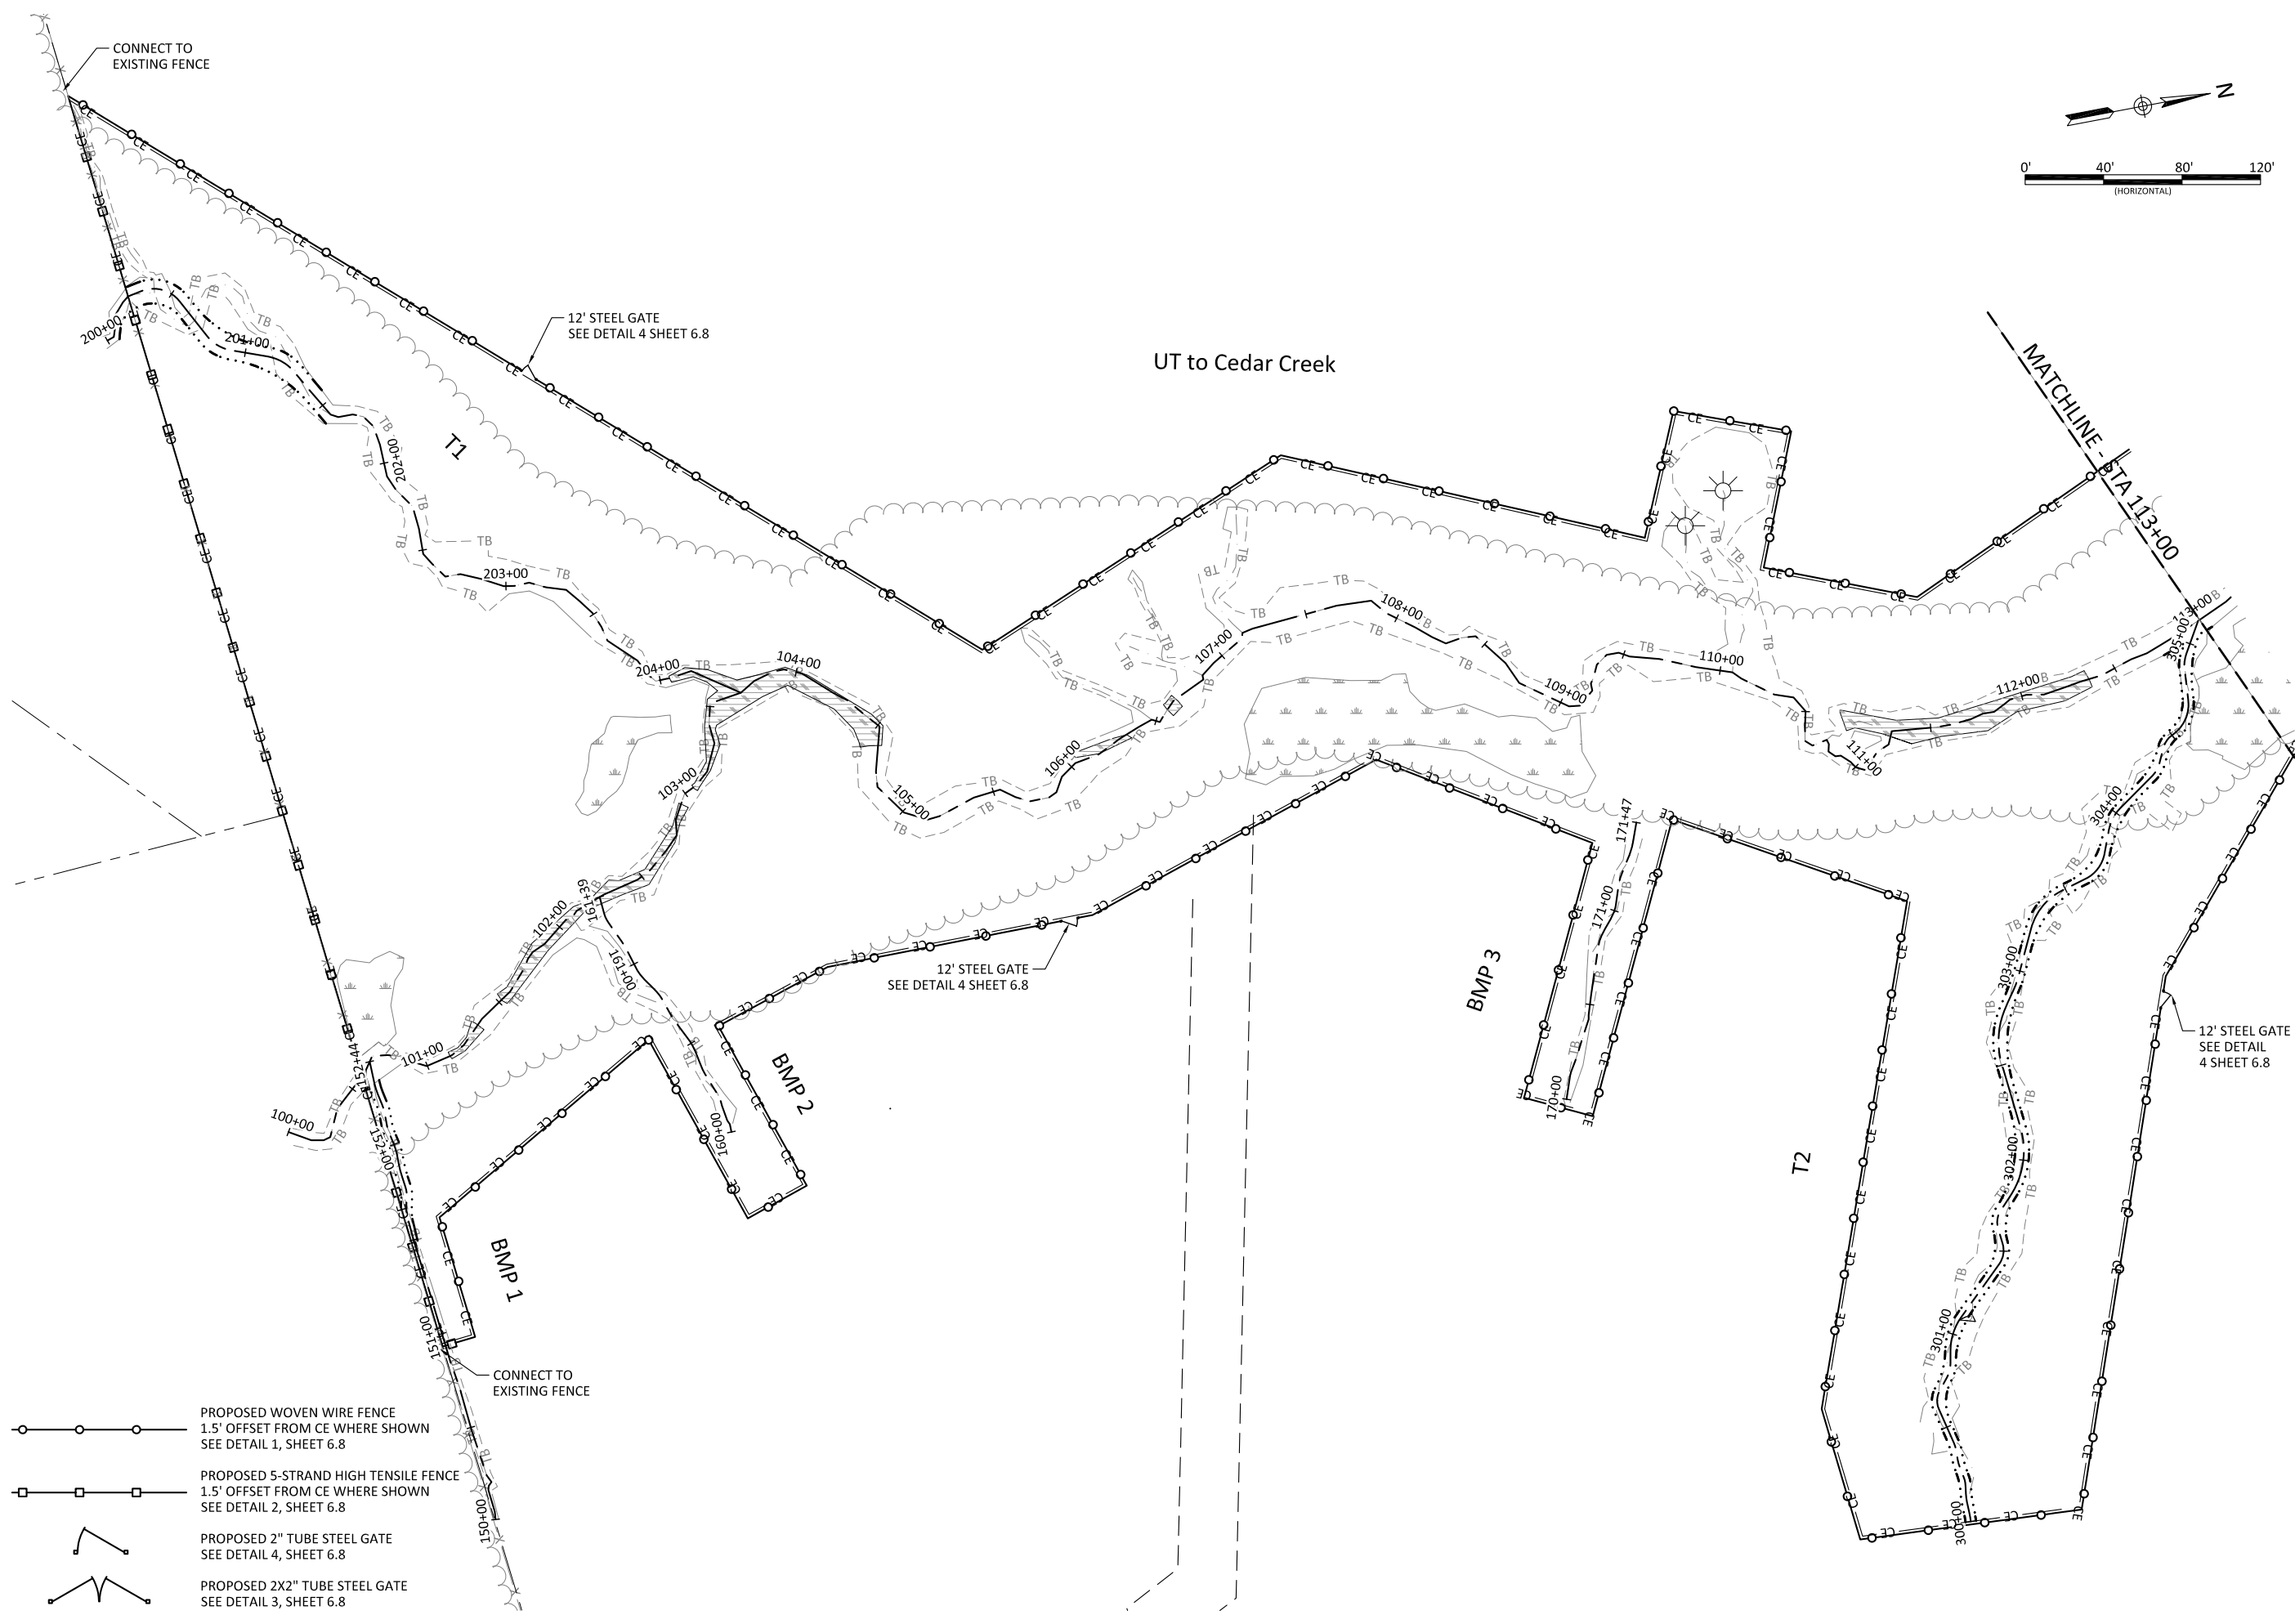 CONNECT TO
EXISTING FENCE
N
0' 40' 80' 120'
(HORIZONTAL)
12' STEEL GATE
SEE DETAIL 4 SHEET 6.8
UT to Cedar Creek
MATCHLINE - STA 113+00
T1
200+00
201+00
202+00
203+00
204+00
100+00
101+00
102+00
103+00
104+00
105+00
106+00
107+00
108+00
109+00
110+00
111+00
112+00
113+00
150+00
151+00
152+00
152+44
160+00
161+00
161+39
170+00
171+00
171+47
300+00
301+00
302+00
303+00
304+00
305+00
CE
TB
12' STEEL GATE
SEE DETAIL 4 SHEET 6.8
BMP 1
BMP 2
BMP 3
T2
12' STEEL GATE
SEE DETAIL
4 SHEET 6.8
CONNECT TO
EXISTING FENCE
PROPOSED WOVEN WIRE FENCE
1.5' OFFSET FROM CE WHERE SHOWN
SEE DETAIL 1, SHEET 6.8
PROPOSED 5-STRAND HIGH TENSILE FENCE
1.5' OFFSET FROM CE WHERE SHOWN
SEE DETAIL 2, SHEET 6.8
PROPOSED 2" TUBE STEEL GATE
SEE DETAIL 4, SHEET 6.8
PROPOSED 2X2" TUBE STEEL GATE
SEE DETAIL 3, SHEET 6.8